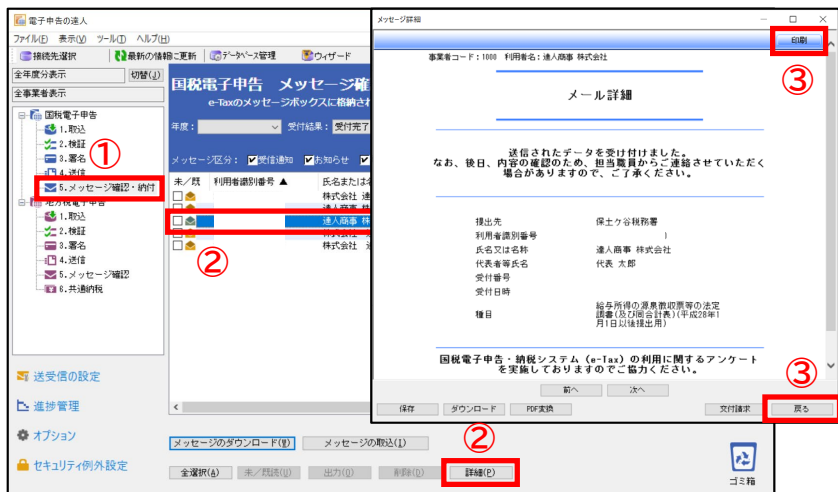 電子申告の達人
ファイル(F) 表示(V) ツール(T) ヘルプ(H)
接続先選択 最新の情報に更新 データベース管理 ウィザード
全年度分表示 切替(J)
全事業者表示
国税電子申告
1.取込
2.検証
3.署名
4.送信
5.メッセージ確認・納付
地方税電子申告
1.取込
2.検証
3.署名
4.送信
5.メッセージ確認
6.共通納税
①
送受信の設定
進捗管理
オプション
セキュリティ例外設定
国税電子申告 メッセージ確
e-Taxのメッセージボックスに格納され
年度： 受付結果： 受付完了
メッセージ区分： 受信通知 お知らせ
未/既 利用者識別番号 ▲ 氏名または名
株式会社 達
達人商事 株
達人商事 株
株式会社 達
株式会社
②
メッセージのダウンロード(W) メッセージの取込(I)
②
全選択(A) 未/既読(U) 出力(O) 削除(D) 詳細(P)
ゴミ箱
メッセージ詳細
印刷
③
事業者コード：1000 利用者名：達人商事 株式会社
メール詳細
送信されたデータを受け付けました。
なお、後日、内容の確認のため、担当職員からご連絡させていただく
場合がありますので、ご了承ください。
提出先 保土ケ谷税務署
利用者識別番号
氏名又は名称 達人商事 株式会社
代表者等氏名 代表 太郎
受付番号
受付日時
種目 給与所得の源泉徴収票等の法定
調書(及び同合計表)(平成28年1
月1日以後提出用)
国税電子申告・納税システム（e-Tax）の利用に関するアンケート
を実施しておりますのでご協力ください。
③
前へ 次へ
保存 ダウンロード PDF変換 交付請求 戻る